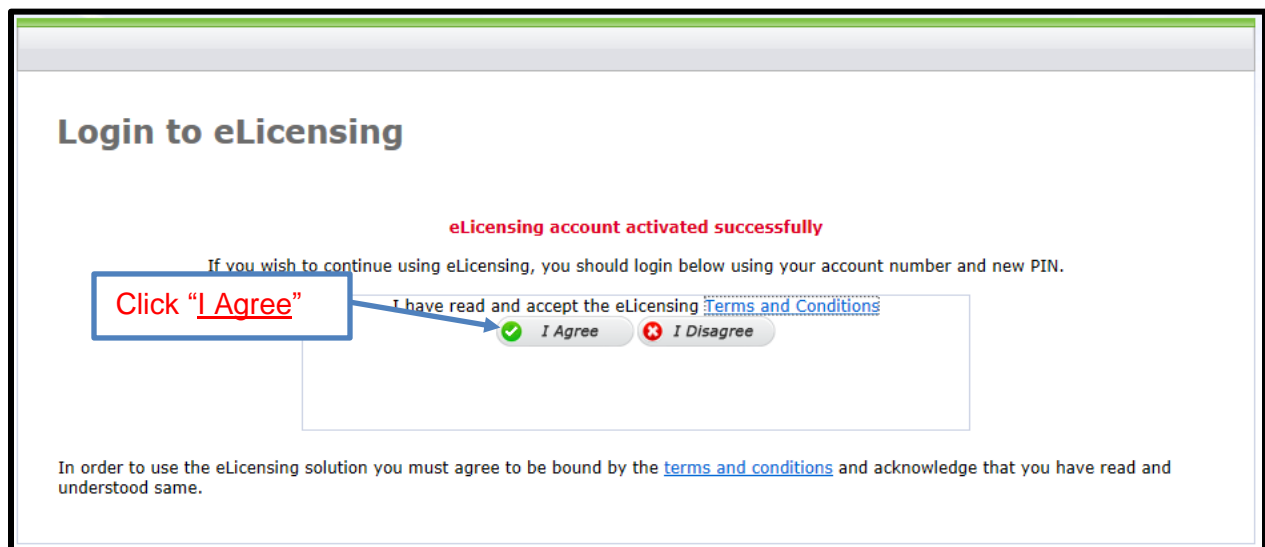 Login to eLicensing
eLicensing account activated successfully
If you wish to continue using eLicensing, you should login below using your account number and new PIN.
Click “I Agree”
I have read and accept the eLicensing Terms and Conditions
I Agree
I Disagree
In order to use the eLicensing solution you must agree to be bound by the terms and conditions and acknowledge that you have read and
understood same.